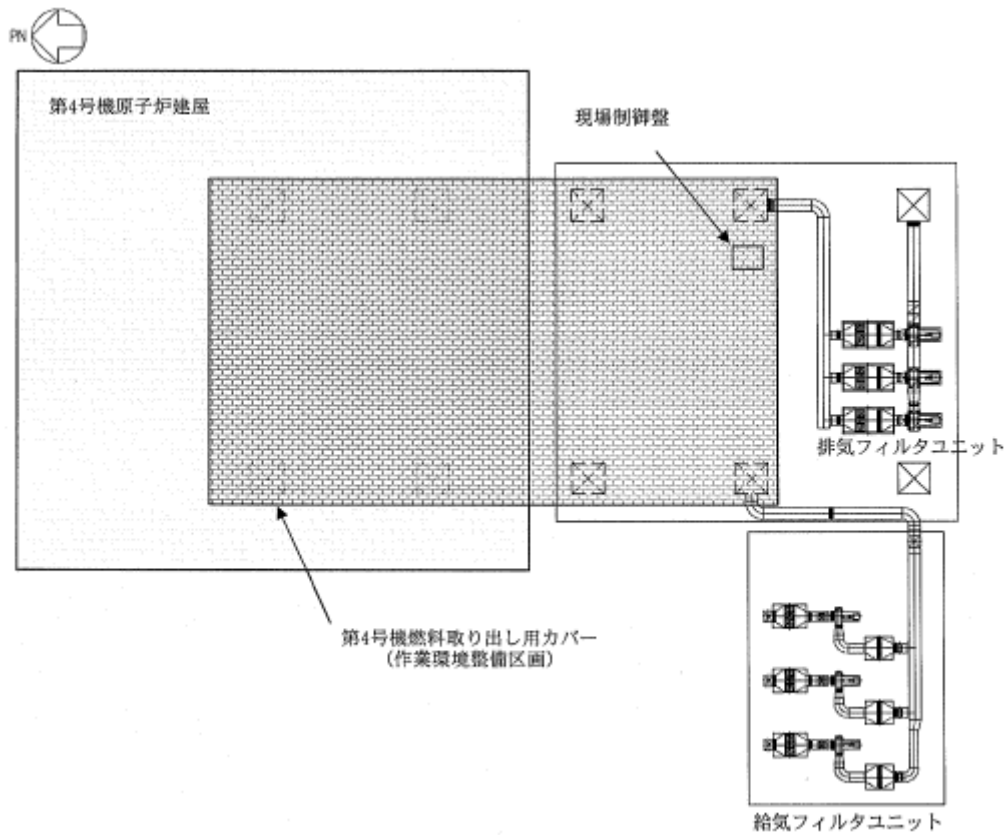 PN
第4号機原子炉建屋
現場制御盤
排気フィルタユニット
第4号機燃料取り出し用カバー
（作業環境整備区画）
給気フィルタユニット